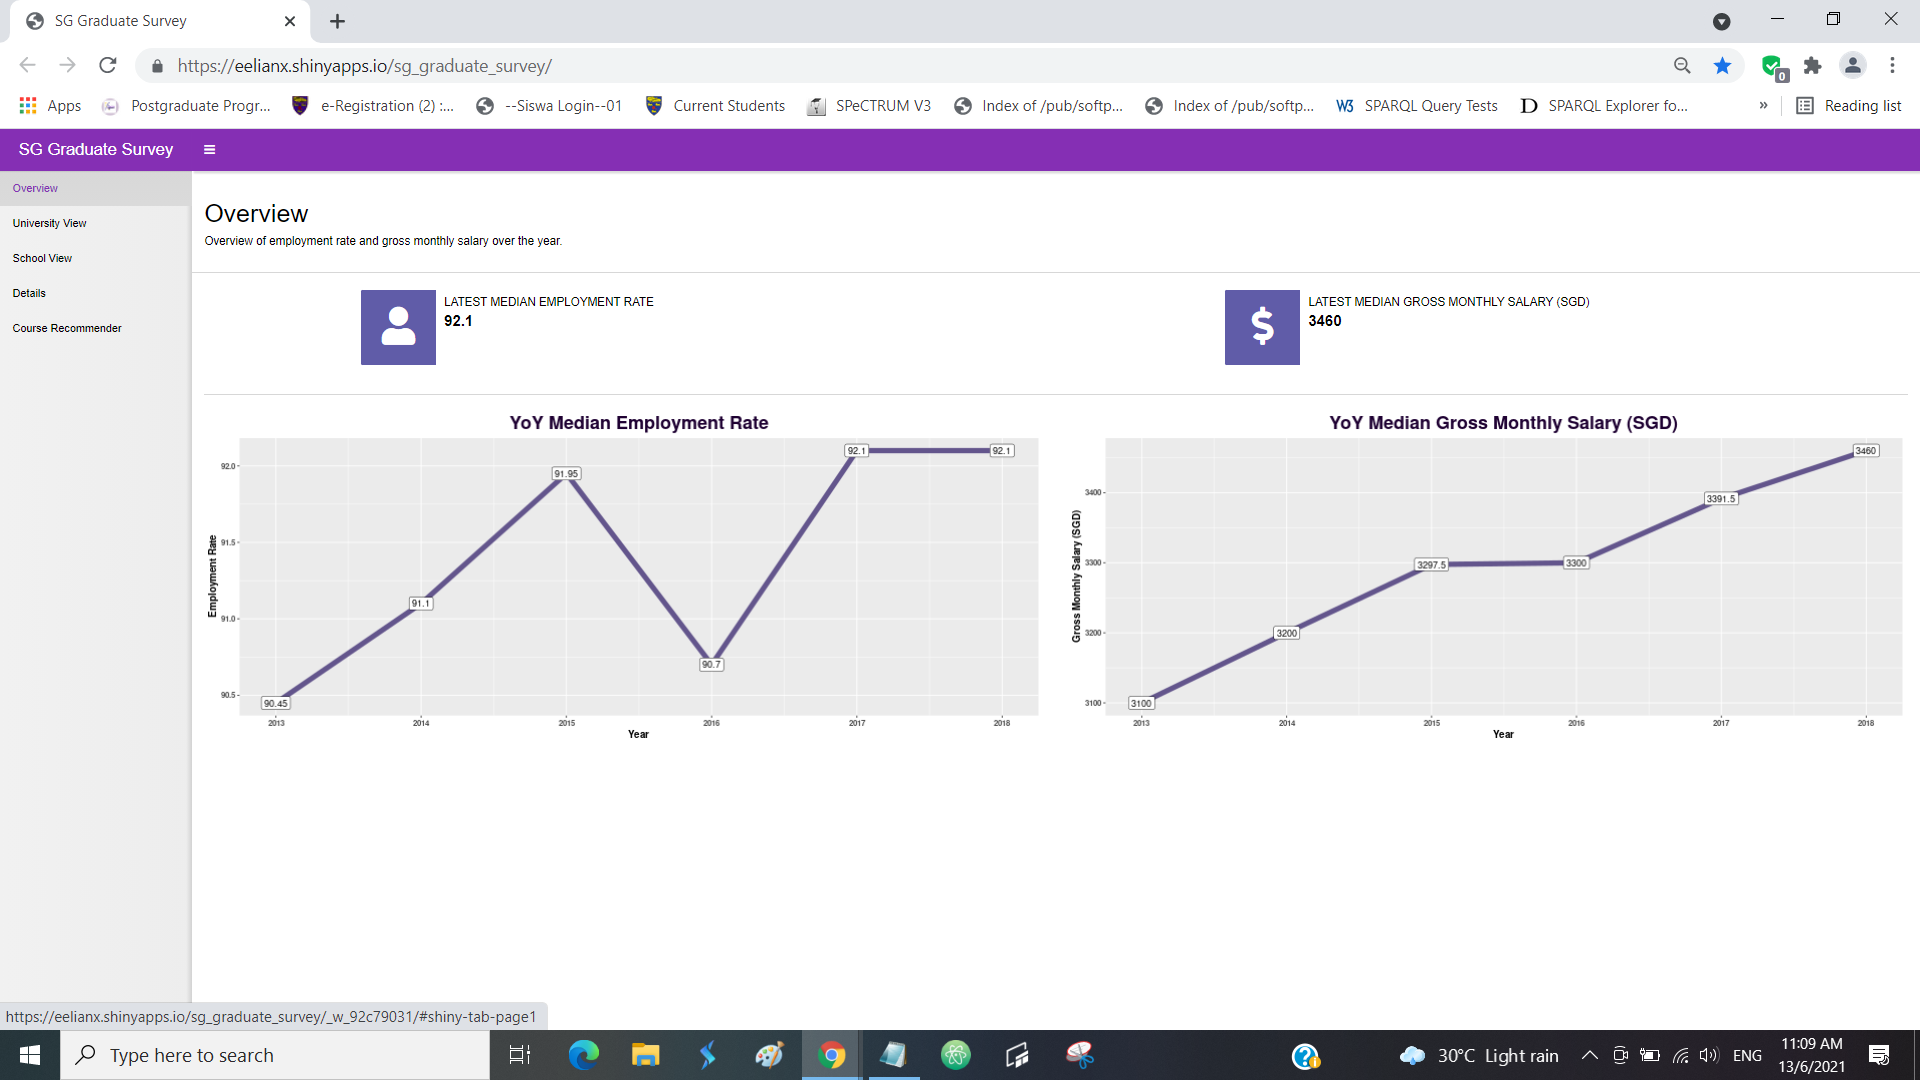 SG Graduate Survey
https://eelianx.shinyapps.io/sg_graduate_survey/
0
Apps
Postgraduate Progr...
e-Registration (2) :...
--Siswa Login--01
Current Students
SPeCTRUM V3
Index of /pub/softp...
Index of /pub/softp...
W3 SPARQL Query Tests
D SPARQL Explorer fo...
»
Reading list
SG Graduate Survey
Overview
University View
School View
Details
Course Recommender
Overview
Overview of employment rate and gross monthly salary over the year.
LATEST MEDIAN EMPLOYMENT RATE
92.1
LATEST MEDIAN GROSS MONTHLY SALARY (SGD)
$
3460
YoY Median Employment Rate
Employment Rate
92.0
91.5
91.0
90.5
90.45
91.1
91.95
90.7
92.1
92.1
2013 2014 2015 2016 2017 2018
Year
YoY Median Gross Monthly Salary (SGD)
Gross Monthly Salary (SGD)
3400
3300
3200
3100
3100
3200
3297.5
3300
3391.5
3460
2013 2014 2015 2016 2017 2018
Year
https://eelianx.shinyapps.io/sg_graduate_survey/_w_92c79031/#shiny-tab-page1
Type here to search
30°C Light rain
ENG
11:09 AM
13/6/2021